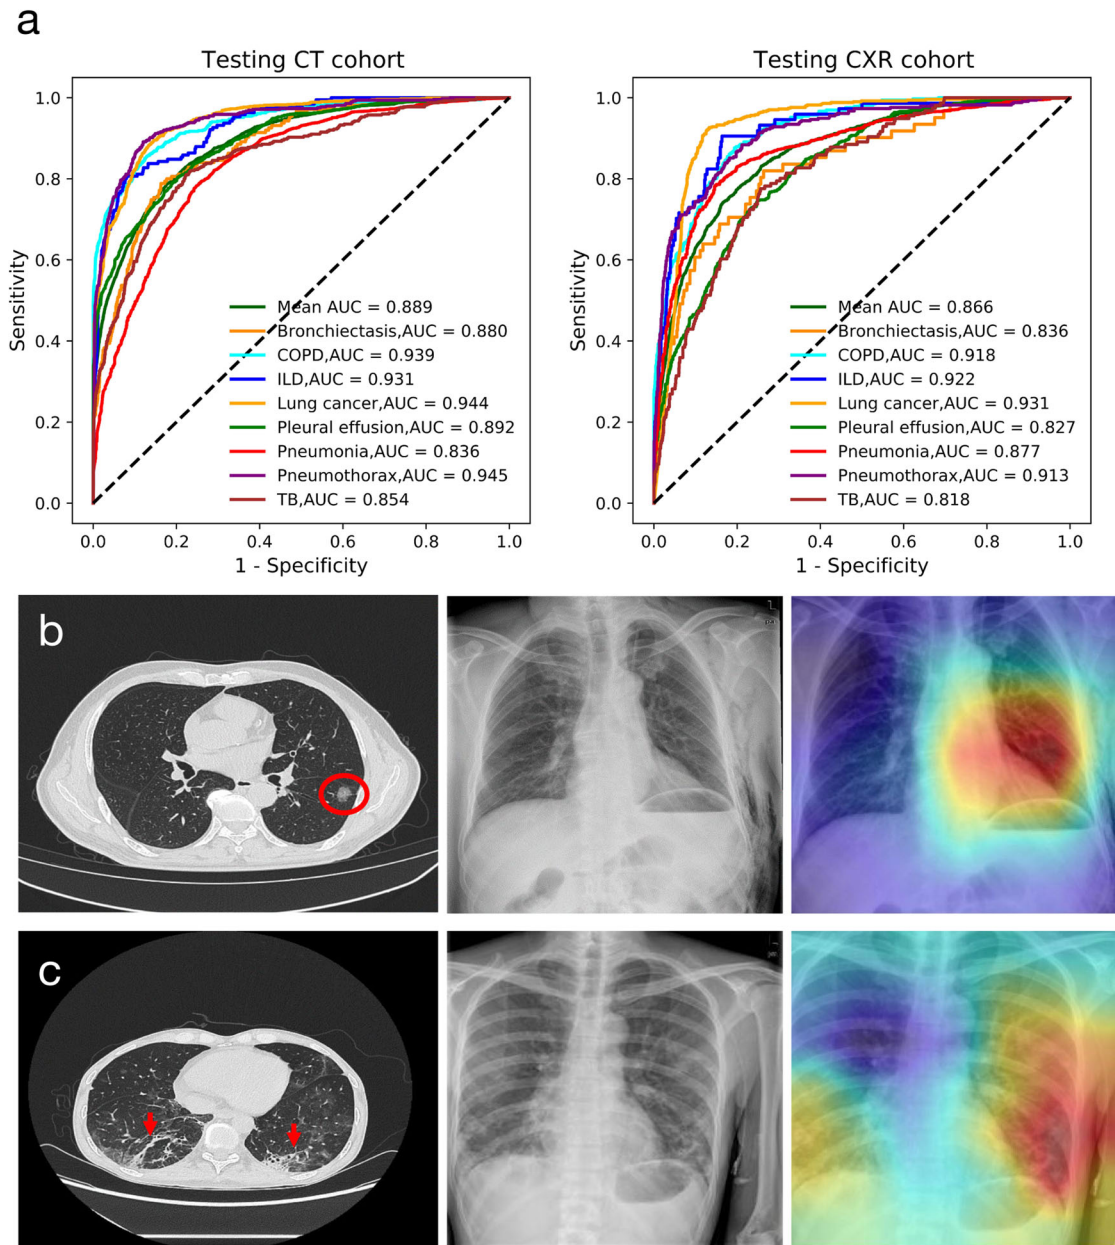 a
Testing CT cohort
1.0
0.8
0.6
0.4
0.2
0.0
Sensitivity
Mean AUC = 0.889
Bronchiectasis,AUC = 0.880
COPD,AUC = 0.939
ILD,AUC = 0.931
Lung cancer,AUC = 0.944
Pleural effusion,AUC = 0.892
Pneumonia,AUC = 0.836
Pneumothorax,AUC = 0.945
TB,AUC = 0.854
0.0 0.2 0.4 0.6 0.8 1.0
1 - Specificity
Testing CXR cohort
1.0
0.8
0.6
0.4
0.2
0.0
Sensitivity
Mean AUC = 0.866
Bronchiectasis,AUC = 0.836
COPD,AUC = 0.918
ILD,AUC = 0.922
Lung cancer,AUC = 0.931
Pleural effusion,AUC = 0.827
Pneumonia,AUC = 0.877
Pneumothorax,AUC = 0.913
TB,AUC = 0.818
0.0 0.2 0.4 0.6 0.8 1.0
1 - Specificity
b
c